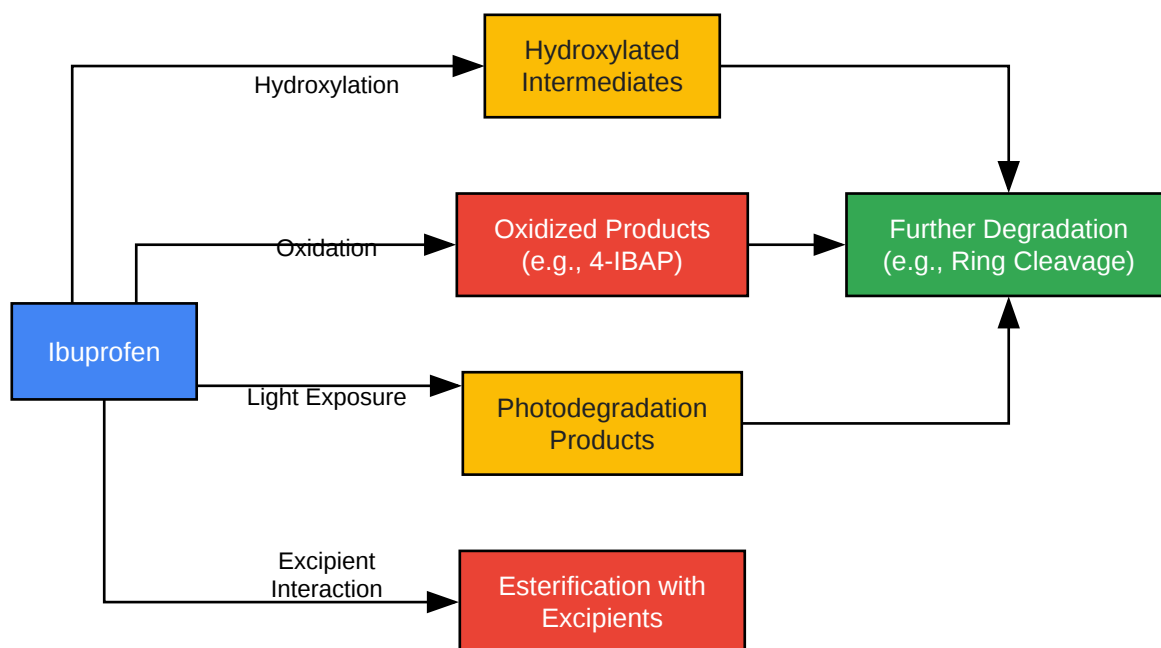 Hydroxylated
Intermediates
Hydroxylation
Oxidized Products
(e.g., 4-IBAP)
Further Degradation
(e.g., Ring Cleavage)
Oxidation
Ibuprofen
Light Exposure
Photodegradation
Products
Excipient
Interaction
Esterification with
Excipients